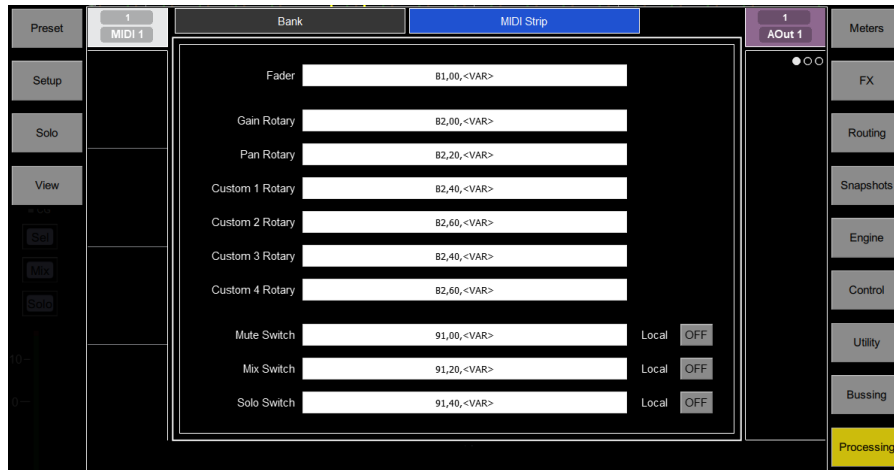 Preset
1
MIDI 1
Bank
MIDI Strip
1
AOut 1
Meters
Setup
Fader
B1,00,<VAR>
FX
Solo
Gain Rotary
B2,00,<VAR>
Routing
Pan Rotary
B2,20,<VAR>
View
Custom 1 Rotary
B2,40,<VAR>
Snapshots
Custom 2 Rotary
B2,60,<VAR>
Sel
Engine
Custom 3 Rotary
B2,40,<VAR>
Mix
Custom 4 Rotary
B2,60,<VAR>
Control
Solo
Mute Switch
91,00,<VAR>
Local
OFF
Utility
Mix Switch
91,20,<VAR>
Local
OFF
Bussing
Solo Switch
91,40,<VAR>
Local
OFF
Processing